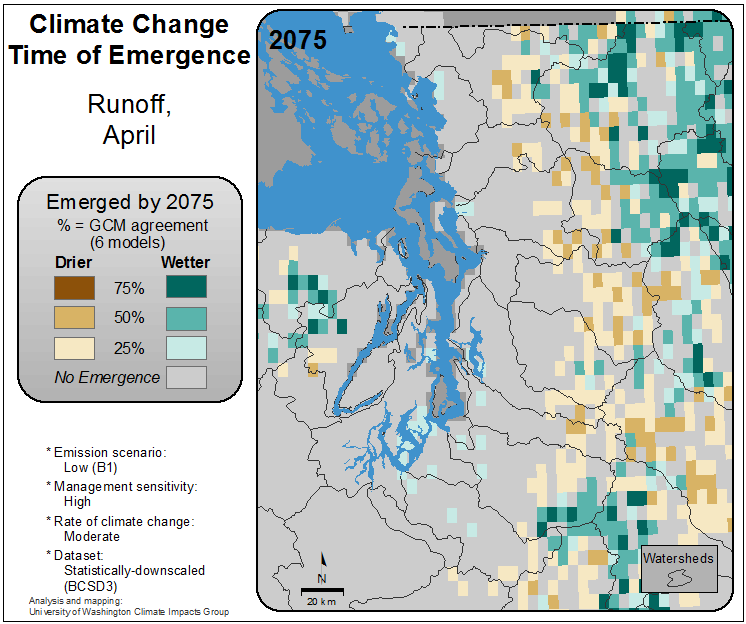 Climate Change
Time of Emergence
Runoff,
April
Emerged by 2075
% = GCM agreement
(6 models)
Drier Wetter
75%
50%
25%
No Emergence
* Emission scenario:
Low (B1)
* Management sensitivity:
High
* Rate of climate change:
Moderate
* Dataset:
Statistically-downscaled
(BCSD3)
Analysis and mapping:
University of Washington Climate Impacts Group
2075
N
20 km
Watersheds